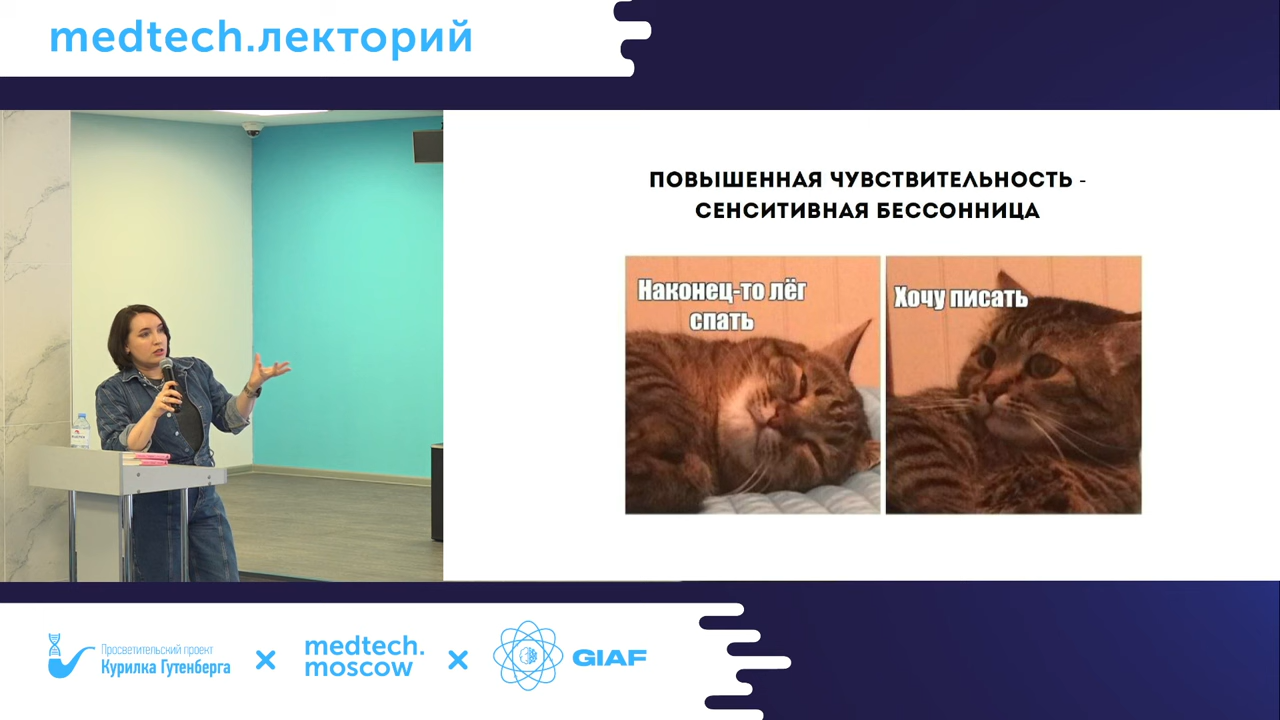 medtech.лекторий
ПОВЫШЕННАЯ ЧУВСТВИТЕЛЬНОСТЬ -
СЕНСИТИВНАЯ БЕССОННИЦА
Наконец-то лёг
спать
Хочу писать
Просветительский проект
Курилка Гутенберга
medtech.
moscow
GIAF